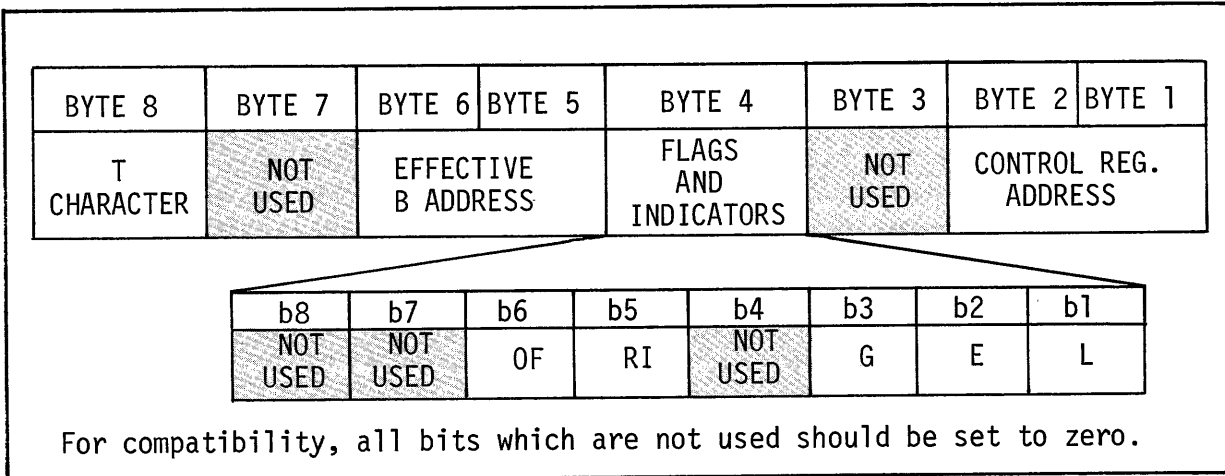 BYTE 8 BYTE 7 BYTE 6 BYTE 5 BYTE 4 BYTE 3 BYTE 2 BYTE 1
T CHARACTER
NOT USED
EFFECTIVE B ADDRESS
FLAGS AND INDICATORS
NOT USED
CONTROL REG. ADDRESS
b8 b7 b6 b5 b4 b3 b2 b1
NOT USED
NOT USED
OF
RI
NOT USED
G
E
L
For compatibility, all bits which are not used should be set to zero.